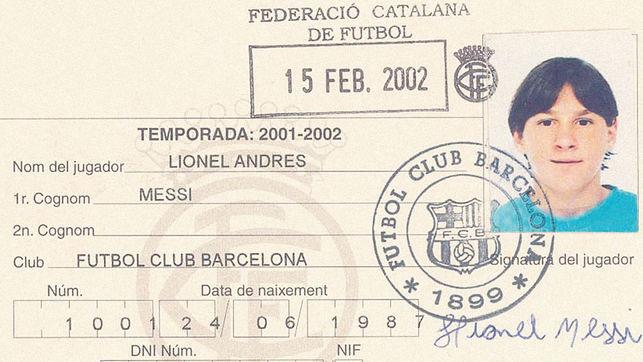 FEDERACIÓ CATALANA
DE FUTBOL
15 FEB. 2002
TEMPORADA: 2001-2002
Nom del jugador LIONEL ANDRES
1r. Cognom MESSI
2n. Cognom
Club FUTBOL CLUB BARCELONA
FUTBOL CLUB BARCELONA
F.C.B
* 1899 *
Signatura del jugador
Núm. Data de naixement
1001 24/06/1987
Lionel Messi
DNI Núm. NIF